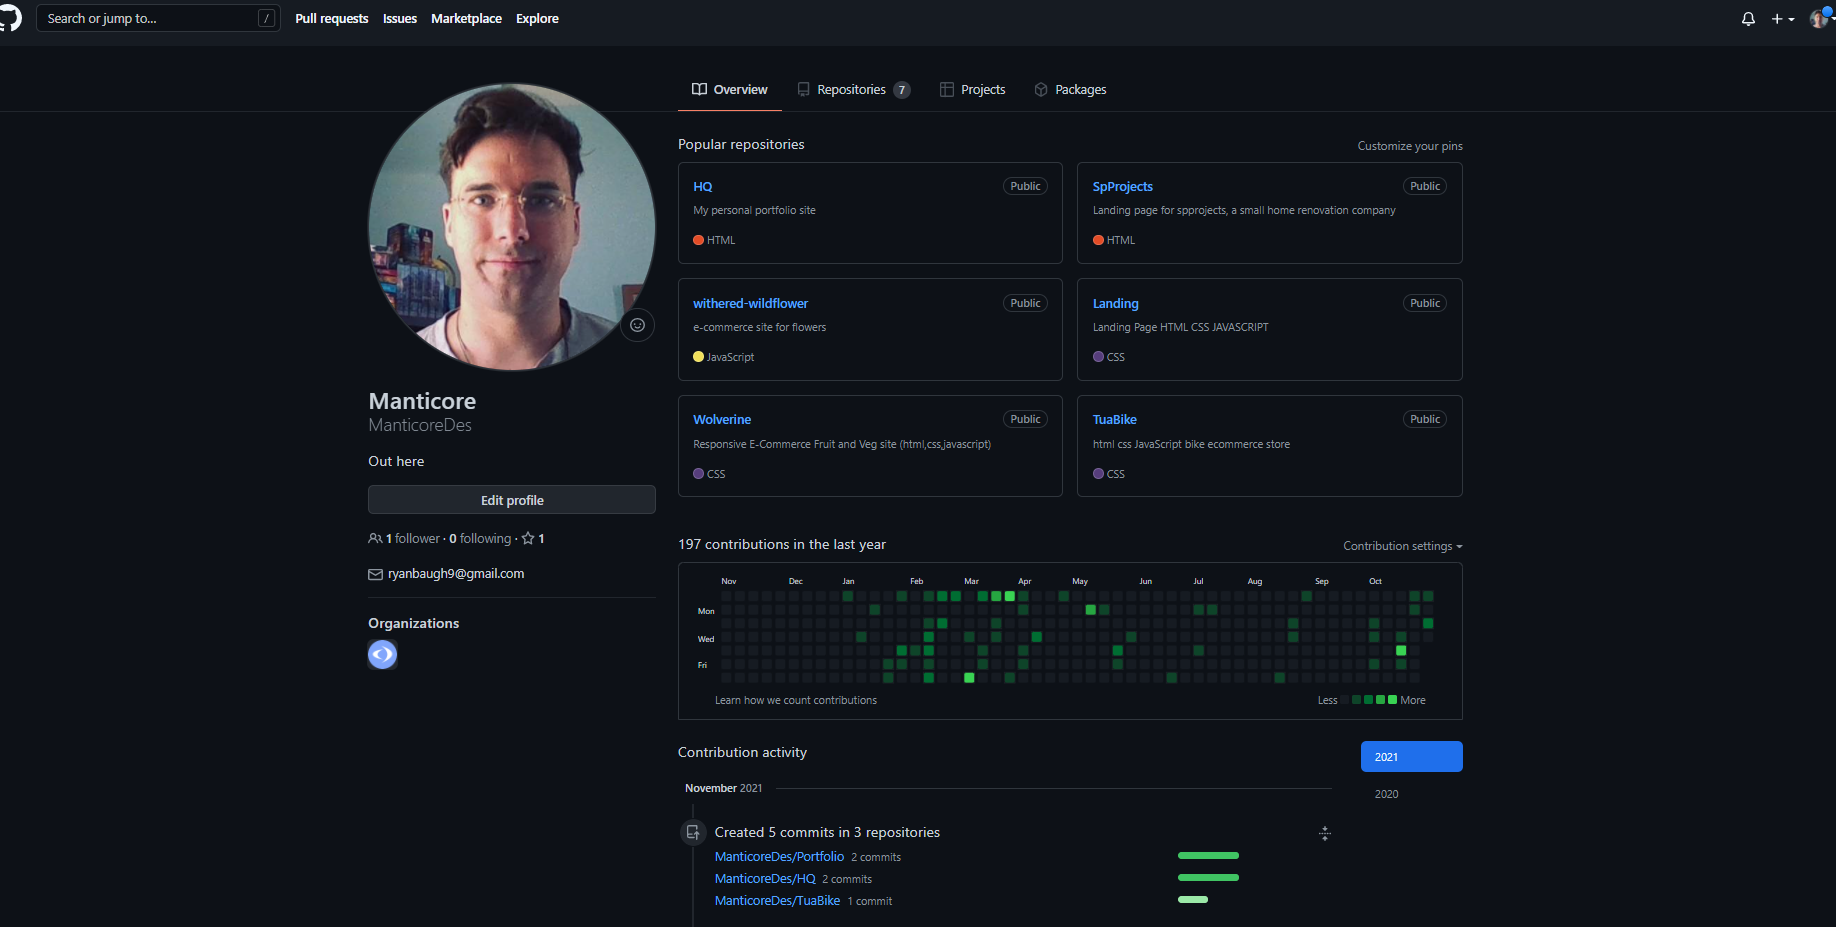 Search or jump to... /
Pull requests Issues Marketplace Explore
Overview Repositories 7 Projects Packages
Popular repositories
Customize your pins
HQ Public
My personal portfolio site
HTML
SpProjects Public
Landing page for spprojects, a small home renovation company
HTML
withered-wildflower Public
e-commerce site for flowers
JavaScript
Landing Public
Landing Page HTML CSS JAVASCRIPT
CSS
Wolverine Public
Responsive E-Commerce Fruit and Veg site (html,css,javascript)
CSS
TuaBike Public
html css JavaScript bike ecommerce store
CSS
Manticore
ManticoreDes
Out here
Edit profile
1 follower · 0 following · 1
ryanbaugh9@gmail.com
Organizations
197 contributions in the last year
Contribution settings
Nov Dec Jan Feb Mar Apr May Jun Jul Aug Sep Oct
Mon
Wed
Fri
Learn how we count contributions
Less More
Contribution activity
2021
2020
November 2021
Created 5 commits in 3 repositories
ManticoreDes/Portfolio 2 commits
ManticoreDes/HQ 2 commits
ManticoreDes/TuaBike 1 commit